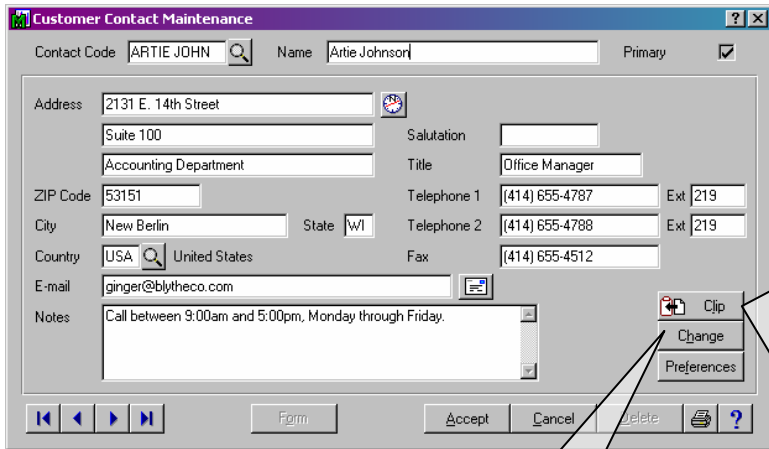 Customer Contact Maintenance ? X
Contact Code ARTIE JOHN Name Artie Johnson Primary
Address 2131 E. 14th Street
Suite 100 Salutation
Accounting Department Title Office Manager
ZIP Code 53151 Telephone 1 (414) 655-4787 Ext 219
City New Berlin State WI Telephone 2 (414) 655-4788 Ext 219
Country USA United States Fax (414) 655-4512
E-mail ginger@blytheco.com
Notes Call between 9:00am and 5:00pm, Monday through Friday.
Clip
Change
Preferences
Form Accept Cancel Delete ?